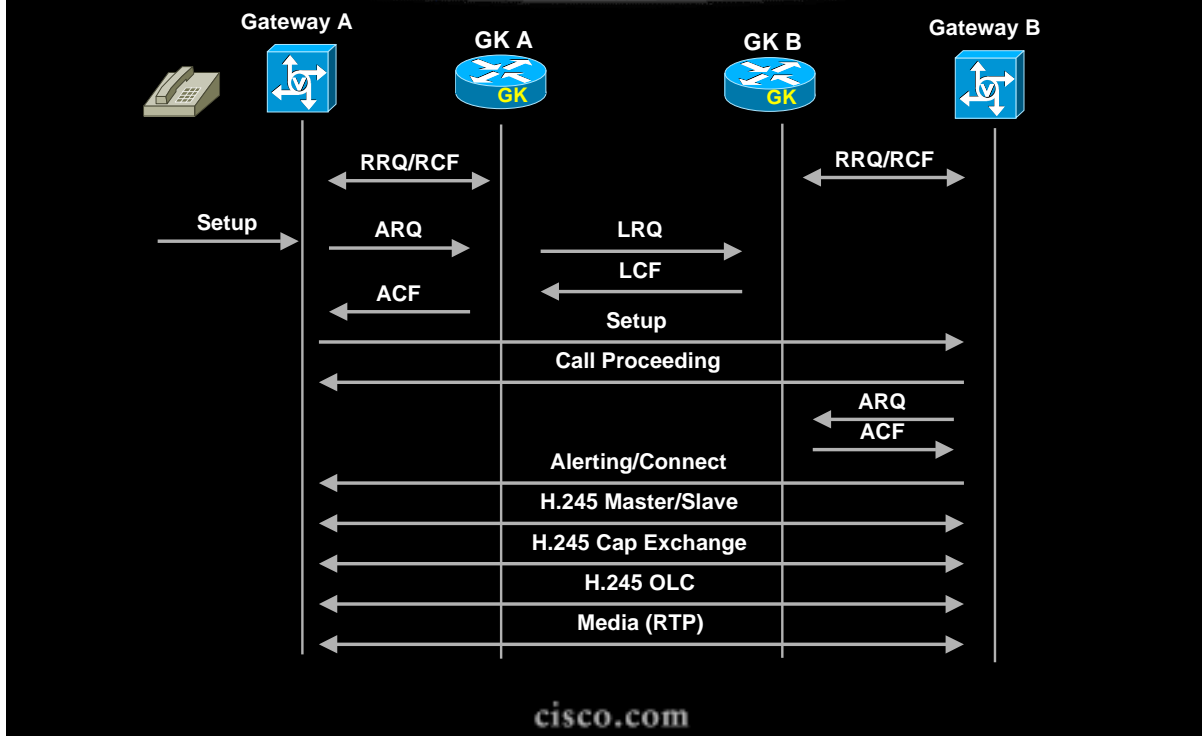 Gateway A
GK A
GK B
Gateway B
V
GK
GK
V
RRQ/RCF
RRQ/RCF
Setup
ARQ
LRQ
LCF
ACF
Setup
Call Proceeding
ARQ
ACF
Alerting/Connect
H.245 Master/Slave
H.245 Cap Exchange
H.245 OLC
Media (RTP)
cisco.com